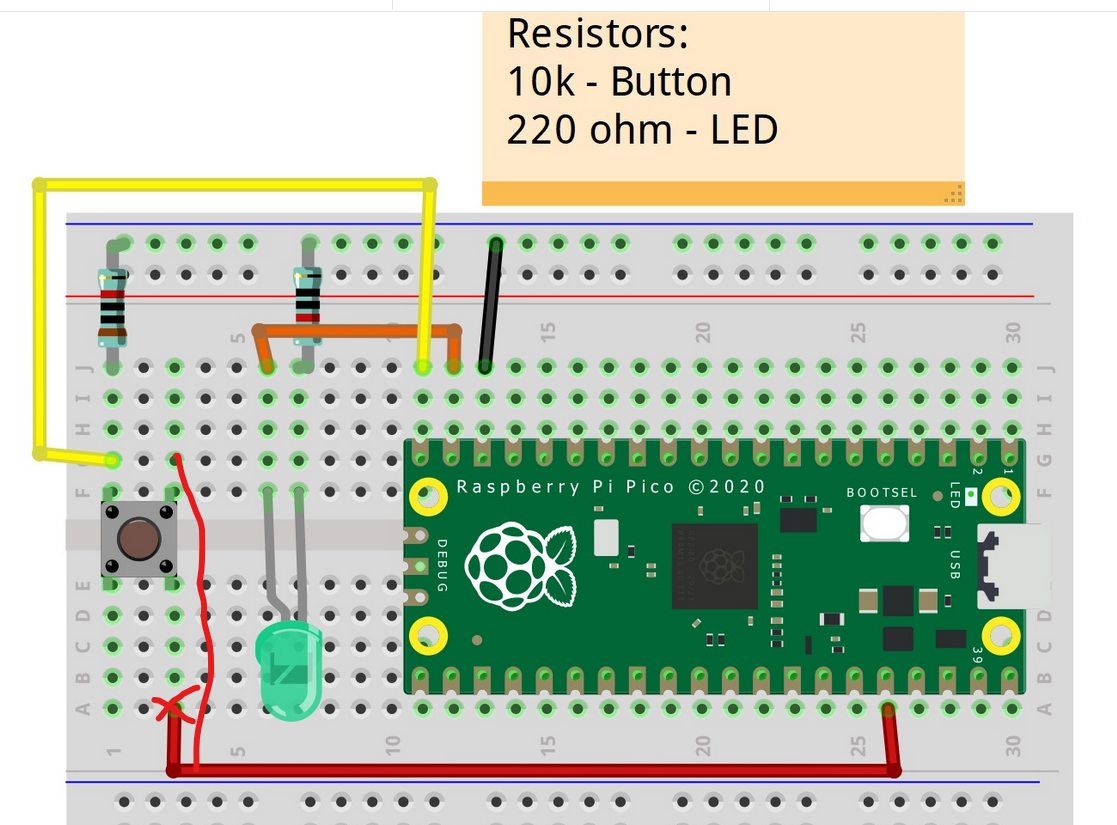 Resistors:
10k - Button
220 ohm - LED
5 10 15 20 25 30
J J
I I
H H
G
F F
E
D D
C C
B B
A A
Raspberry Pi Pico ©2020
BOOTSEL
LED
2
1
DEBUG
USB
39
1 5 10 15 20 25 30